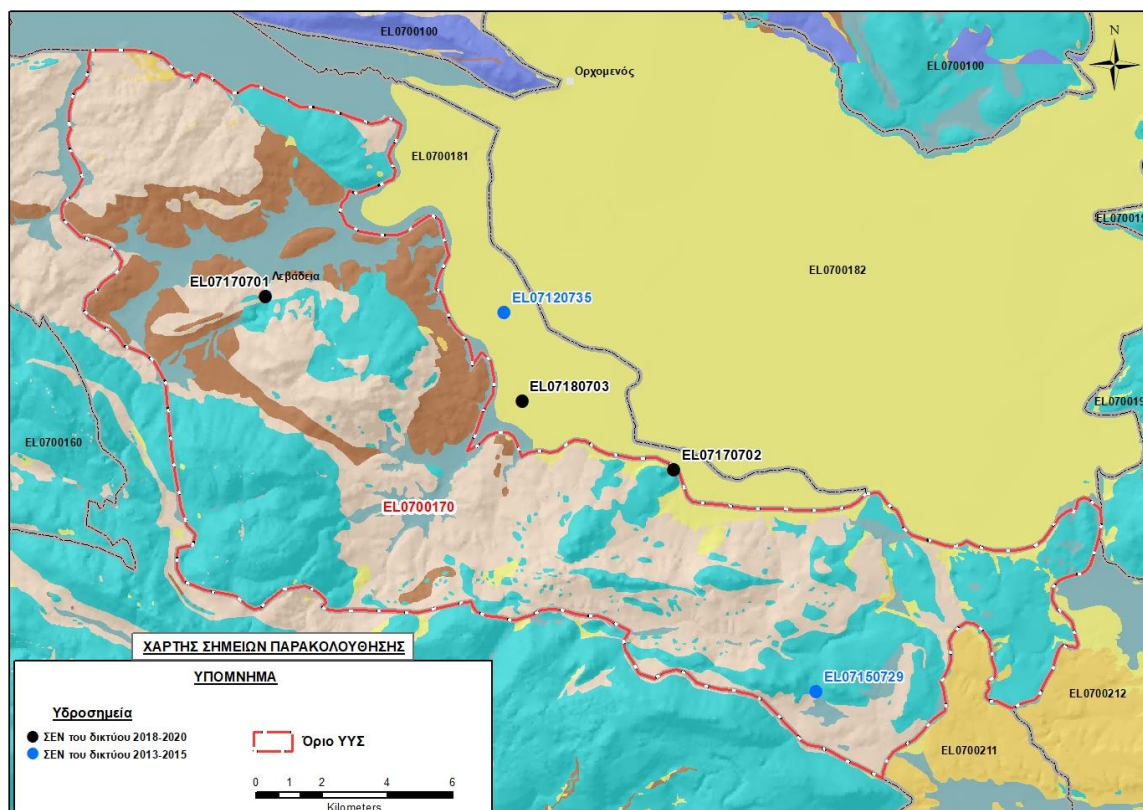 EL0700100
N
Ορχομενός
EL0700100
EL0700181
EL0700182
Λεβάδεια
EL07170701
EL07120735
EL07180703
EL0700160
EL07170702
EL0700170
EL07150729
EL0700212
EL0700211
ΧΑΡΤΗΣ ΣΗΜΕΙΩΝ ΠΑΡΑΚΟΛΟΥΘΗΣΗΣ
ΥΠΟΜΝΗΜΑ
Υδροσημεία
ΣΕΝ του δικτύου 2018-2020
ΣΕΝ του δικτύου 2013-2015
Όριο ΥΥΣ
0 1 2 4 6
Kilometers